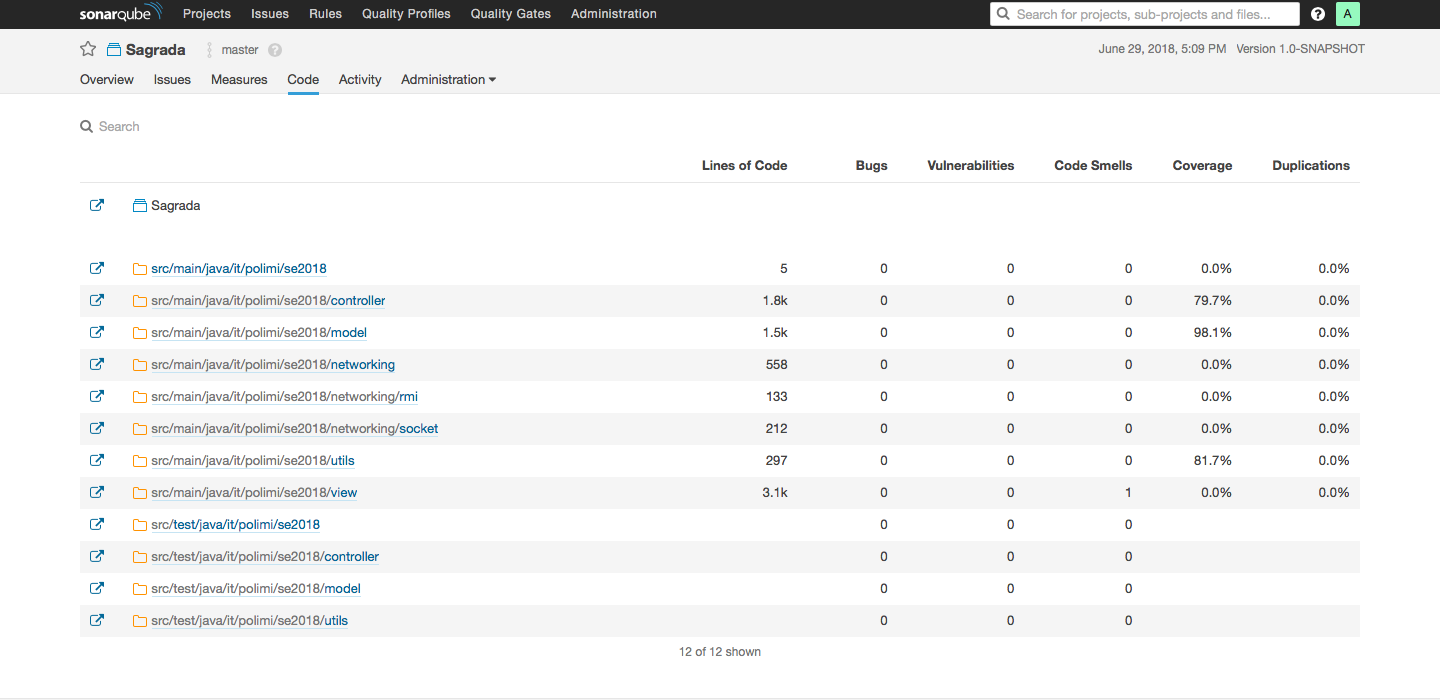 sonarqube Projects Issues Rules Quality Profiles Quality Gates Administration Search for projects, sub-projects and files... ? A
Sagrada master ? June 29, 2018, 5:09 PM Version 1.0-SNAPSHOT
Overview Issues Measures Code Activity Administration
Search
Lines of Code Bugs Vulnerabilities Code Smells Coverage Duplications
Sagrada
src/main/java/it/polimi/se2018 5 0 0 0 0.0% 0.0%
src/main/java/it/polimi/se2018/controller 1.8k 0 0 0 79.7% 0.0%
src/main/java/it/polimi/se2018/model 1.5k 0 0 0 98.1% 0.0%
src/main/java/it/polimi/se2018/networking 558 0 0 0 0.0% 0.0%
src/main/java/it/polimi/se2018/networking/rmi 133 0 0 0 0.0% 0.0%
src/main/java/it/polimi/se2018/networking/socket 212 0 0 0 0.0% 0.0%
src/main/java/it/polimi/se2018/utils 297 0 0 0 81.7% 0.0%
src/main/java/it/polimi/se2018/view 3.1k 0 0 1 0.0% 0.0%
src/test/java/it/polimi/se2018 0 0 0
src/test/java/it/polimi/se2018/controller 0 0 0
src/test/java/it/polimi/se2018/model 0 0 0
src/test/java/it/polimi/se2018/utils 0 0 0
12 of 12 shown